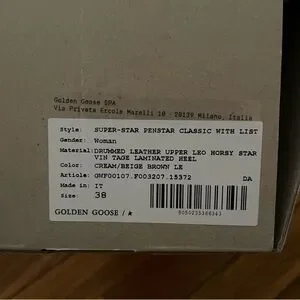 Golden Goose SPA
Via Privata Ercole Marelli 10 - 20139 Milano, Italia
Style: SUPER-STAR PENSTAR CLASSIC WITH LIST
Gender: Woman
Material: DRUMMED LEATHER UPPER LEO HORSY STAR
VIN TAGE LAMINATED HEEL
Color: CREAM/BEIGE BROWN LE
Article: GWF00107.F003207.15372 DA
Made in: IT
Size: 38
GOLDEN GOOSE /
8050235366343